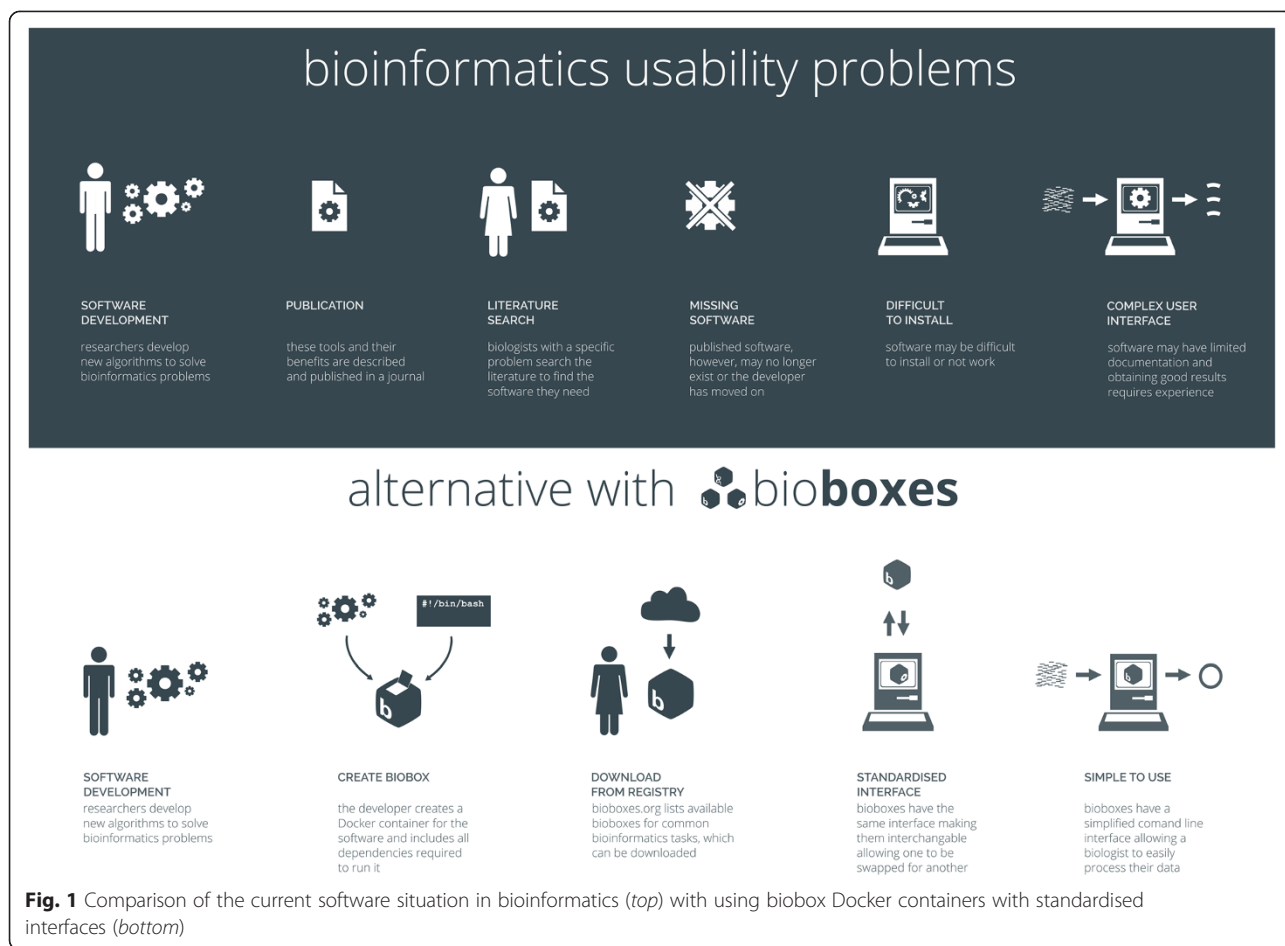 bioinformatics usability problems
SOFTWARE
DEVELOPMENT
researchers develop
new algorithms to solve
bioinformatics problems
PUBLICATION
these tools and their
benefits are described
and published in a journal
LITERATURE
SEARCH
biologists with a specific
problem search the
literature to find the
software they need
MISSING
SOFTWARE
published software,
however, may no longer
exist or the developer
has moved on
DIFFICULT
TO INSTALL
software may be difficult
to install or not work
COMPLEX USER
INTERFACE
software may have limited
documentation and
obtaining good results
requires experience
alternative with bioboxes
#!/bin/bash
b
b
b
b
SOFTWARE
DEVELOPMENT
researchers develop
new algorithms to solve
bioinformatics problems
CREATE BIOBOX
the developer creates a
Docker container for the
software and includes all
dependencies required
to run it
DOWNLOAD
FROM REGISTRY
bioboxes.org lists available
bioboxes for common
bioinformatics tasks, which
can be downloaded
STANDARDISED
INTERFACE
bioboxes have the
same interface making
them interchangable
allowing one to be
swapped for another
SIMPLE TO USE
bioboxes have a
simplified comand line
interface allowing a
biologist to easily
process their data
Fig. 1 Comparison of the current software situation in bioinformatics (top) with using biobox Docker containers with standardised
interfaces (bottom)